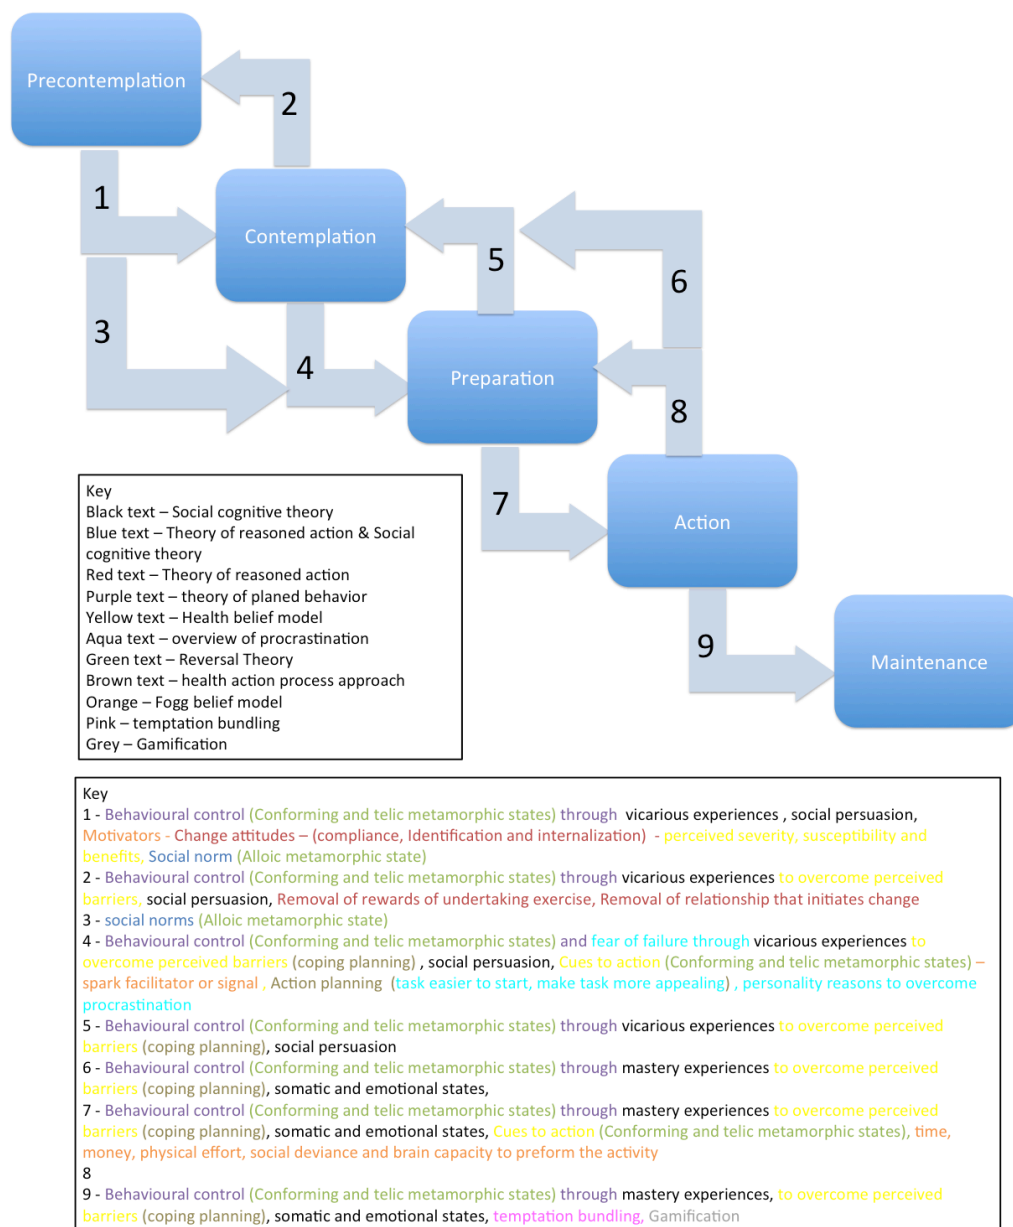 Precontemplation
2
1
Contemplation
5
6
3
4
Preparation
8
7
Action
9
Maintenance
Key
Black text – Social cognitive theory
Blue text – Theory of reasoned action & Social
cognitive theory
Red text – Theory of reasoned action
Purple text – theory of planed behavior
Yellow text – Health belief model
Aqua text – overview of procrastination
Green text – Reversal Theory
Brown text – health action process approach
Orange – Fogg belief model
Pink – temptation bundling
Grey – Gamification
Key
1 - Behavioural control (Conforming and telic metamorphic states) through vicarious experiences , social persuasion,
Motivators - Change attitudes – (compliance, Identification and internalization) - perceived severity, susceptibility and
benefits, Social norm (Alloic metamorphic state)
2 - Behavioural control (Conforming and telic metamorphic states) through vicarious experiences to overcome perceived
barriers, social persuasion, Removal of rewards of undertaking exercise, Removal of relationship that initiates change
3 - social norms (Alloic metamorphic state)
4 - Behavioural control (Conforming and telic metamorphic states) and fear of failure through vicarious experiences to
overcome perceived barriers (coping planning) , social persuasion, Cues to action (Conforming and telic metamorphic states) –
spark facilitator or signal , Action planning (task easier to start, make task more appealing) , personality reasons to overcome
procrastination
5 - Behavioural control (Conforming and telic metamorphic states) through vicarious experiences to overcome perceived
barriers (coping planning), social persuasion
6 - Behavioural control (Conforming and telic metamorphic states) through mastery experiences to overcome perceived
barriers (coping planning), somatic and emotional states,
7 - Behavioural control (Conforming and telic metamorphic states) through mastery experiences to overcome perceived
barriers (coping planning), somatic and emotional states, Cues to action (Conforming and telic metamorphic states), time,
money, physical effort, social deviance and brain capacity to preform the activity
8
9 - Behavioural control (Conforming and telic metamorphic states) through mastery experiences, to overcome perceived
barriers (coping planning), somatic and emotional states, temptation bundling, Gamification